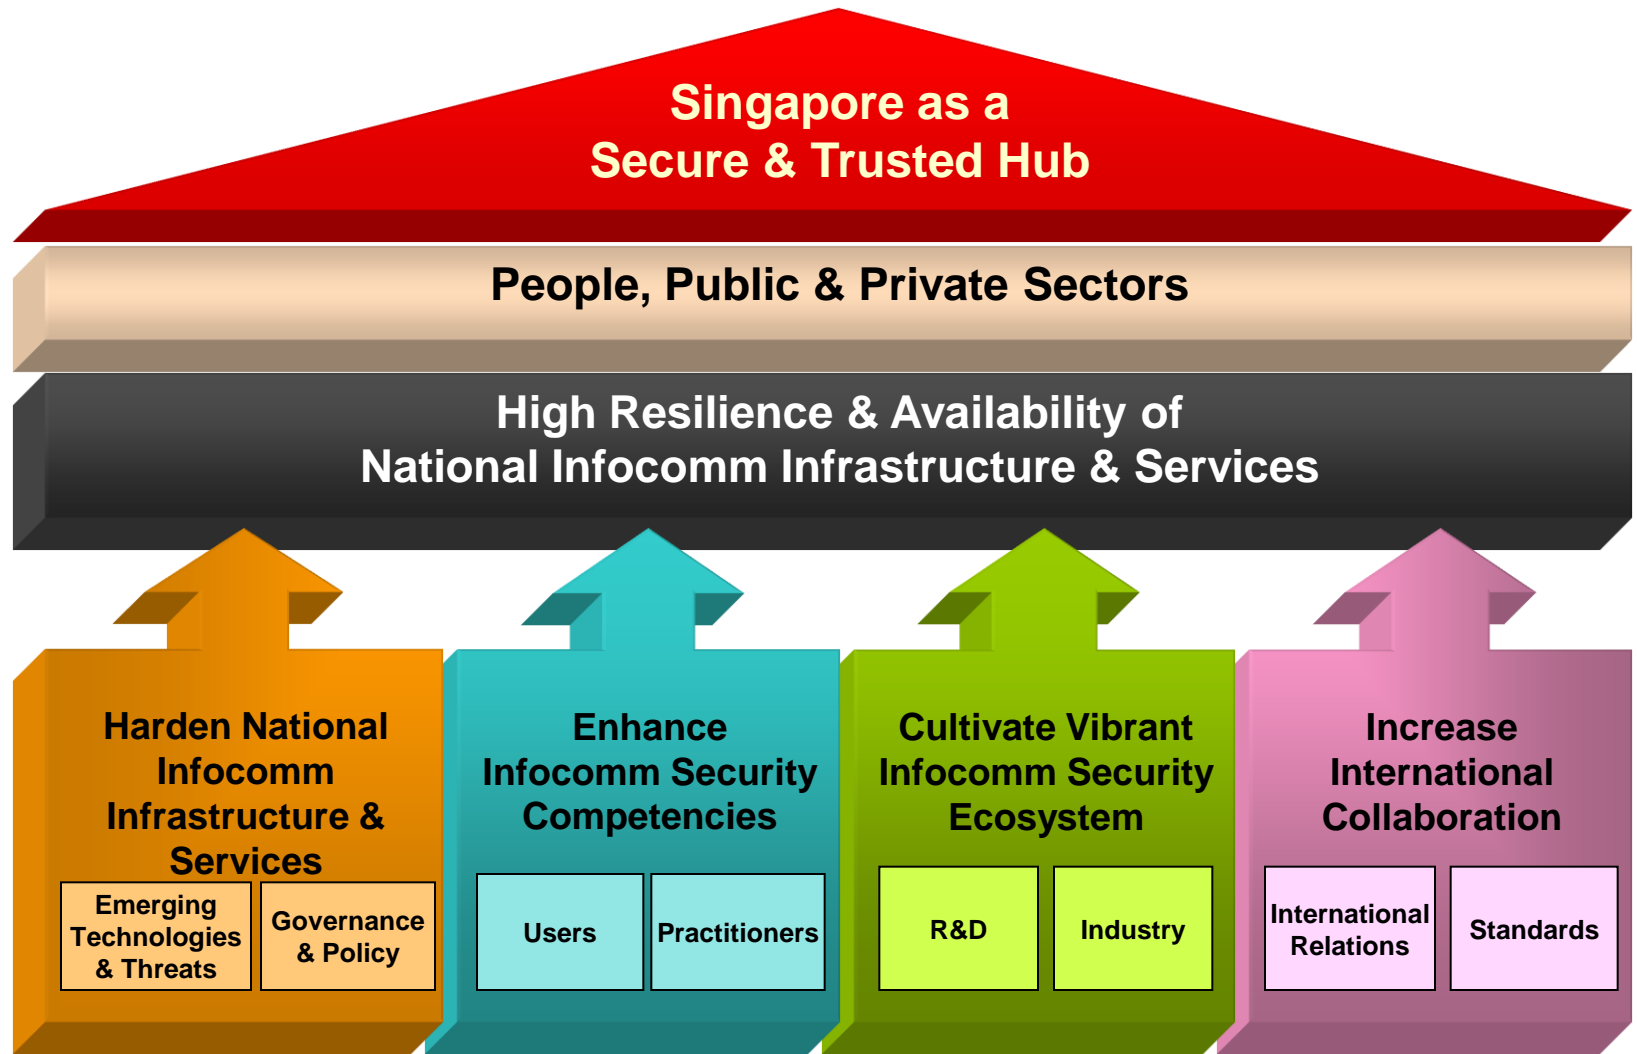 Singapore as a
Secure & Trusted Hub
People, Public & Private Sectors
High Resilience & Availability of
National Infocomm Infrastructure & Services
Harden National
Infocomm
Infrastructure &
Services
Emerging
Technologies
& Threats
Governance
& Policy
Enhance
Infocomm Security
Competencies
Users
Practitioners
Cultivate Vibrant
Infocomm Security
Ecosystem
R&D
Industry
Increase
International
Collaboration
International
Relations
Standards